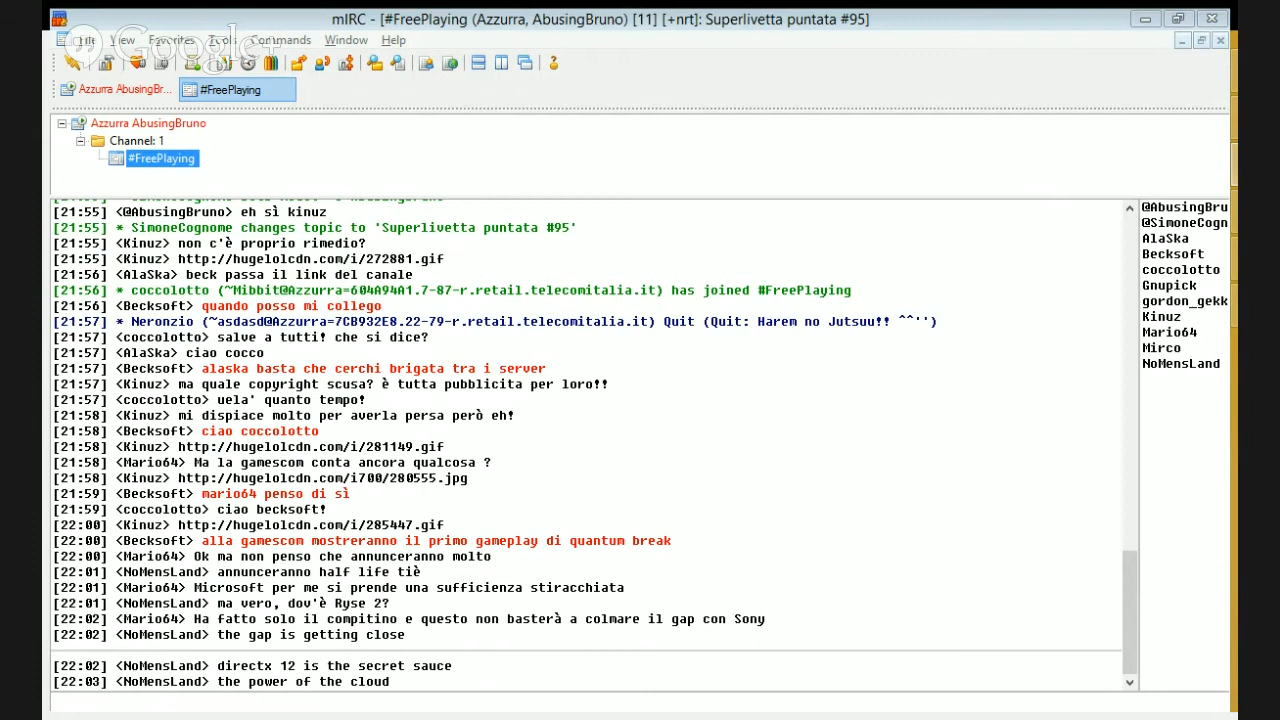 mIRC - [#FreePlaying (Azzurra, AbusingBruno) [11] [+nrt]: Superlivetta puntata #95]
File View Favorites Tools Commands Window Help
Google+
Azzurra AbusingBr... #FreePlaying
Azzurra AbusingBruno
Channel: 1
#FreePlaying
[21:55] <@AbusingBruno> eh sì kinuz
[21:55] * SimoneCognome changes topic to 'Superlivetta puntata #95'
[21:55] <Kinuz> non c'è proprio rimedio?
[21:55] <Kinuz> http://hugelolcdn.com/i/272881.gif
[21:56] <AlaSka> beck passa il link del canale
[21:56] * coccolotto (~Mibbit@Azzurra=604A94A1.7-87-r.retail.telecomitalia.it) has joined #FreePlaying
[21:56] <Becksoft> quando posso mi collego
[21:57] * Neronzio (~asdasd@Azzurra=7CB932E8.22-79-r.retail.telecomitalia.it) Quit (Quit: Harem no Jutsuu!! ^^'')
[21:57] <coccolotto> salve a tutti! che si dice?
[21:57] <AlaSka> ciao cocco
[21:57] <Becksoft> alaska basta che cerchi brigata tra i server
[21:57] <Kinuz> ma quale copyright scusa? è tutta pubblicita per loro!!
[21:57] <coccolotto> uela' quanto tempo!
[21:58] <Kinuz> mi dispiace molto per averla persa però eh!
[21:58] <Becksoft> ciao coccolotto
[21:58] <Kinuz> http://hugelolcdn.com/i/281149.gif
[21:58] <Mario64> Ma la gamescom conta ancora qualcosa ?
[21:58] <Kinuz> http://hugelolcdn.com/i700/280555.jpg
[21:59] <Becksoft> mario64 penso di sì
[21:59] <coccolotto> ciao becksoft!
[22:00] <Kinuz> http://hugelolcdn.com/i/285447.gif
[22:00] <Becksoft> alla gamescom mostreranno il primo gameplay di quantum break
[22:00] <Mario64> Ok ma non penso che annunceranno molto
[22:01] <NoMensLand> annunceranno half life tiè
[22:01] <Mario64> Microsoft per me si prende una sufficienza stiracchiata
[22:01] <NoMensLand> ma vero, dov'è Ryse 2?
[22:02] <Mario64> Ha fatto solo il compitino e questo non basterà a colmare il gap con Sony
[22:02] <NoMensLand> the gap is getting close
[22:02] <NoMensLand> directx 12 is the secret sauce
[22:03] <NoMensLand> the power of the cloud
@AbusingBru
@SimoneCogn
AlaSka
Becksoft
coccolotto
Gnupick
gordon_gekk
Kinuz
Mario64
Mirco
NoMensLand